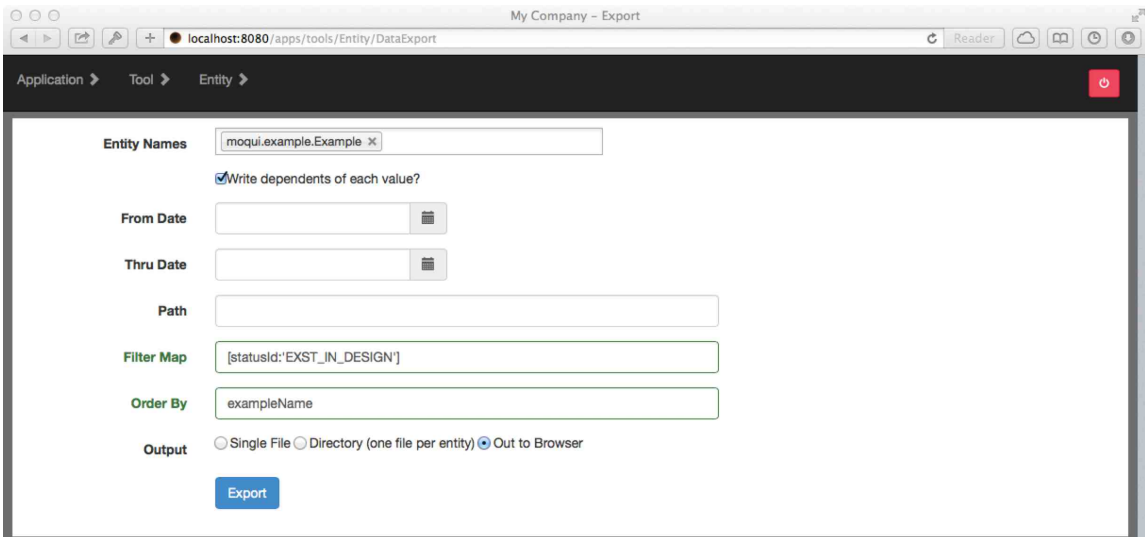 My Company – Export
localhost:8080/apps/tools/Entity/DataExport
Reader
Application Tool Entity
Entity Names moqui.example.Example
Write dependents of each value?
From Date
Thru Date
Path
Filter Map [statusId:'EXST_IN_DESIGN']
Order By exampleName
Output Single File Directory (one file per entity) Out to Browser
Export